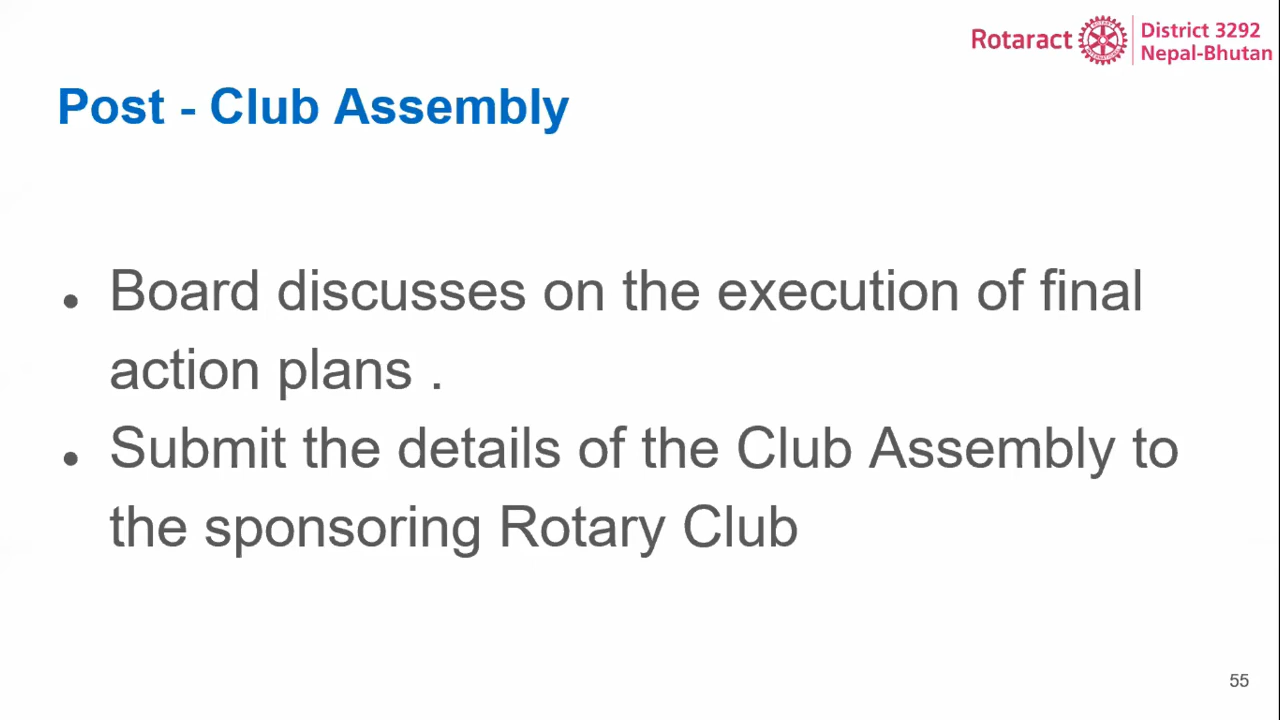 Rotaract
District 3292
Nepal-Bhutan
Post - Club Assembly
● Board discusses on the execution of final
action plans .
● Submit the details of the Club Assembly to
the sponsoring Rotary Club
55